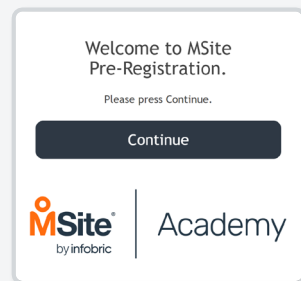 Welcome to MSite
Pre-Registration.
Please press Continue.
Continue
MSite®
by infobric
Academy